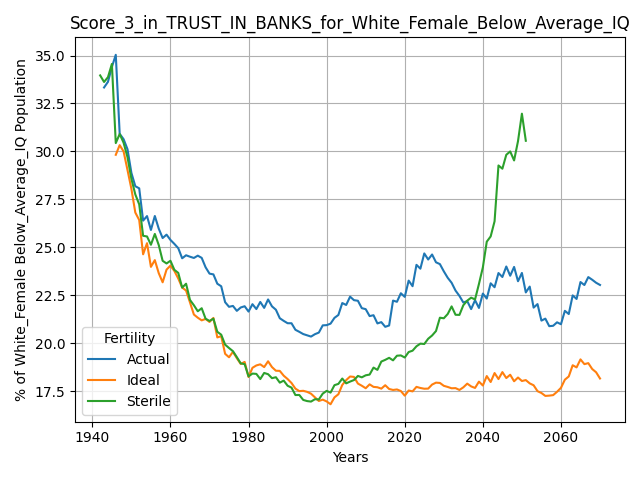 Score_3_in_TRUST_IN_BANKS_for_White_Female_Below_Average_IQ
% of White_Female Below_Average_IQ Population
35.0
32.5
30.0
27.5
25.0
22.5
20.0
17.5
Fertility
Actual
Ideal
Sterile
1940 1960 1980 2000 2020 2040 2060
Years